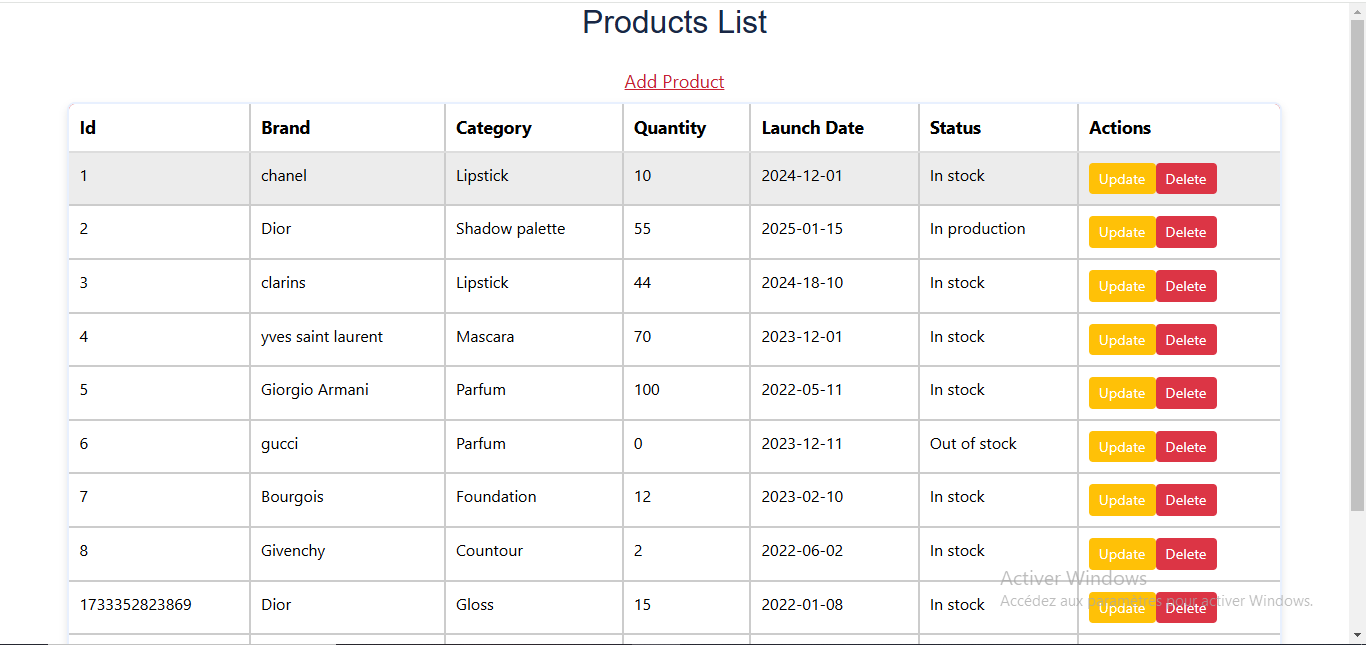 Products List
Add Product
Id Brand Category Quantity Launch Date Status Actions
1 chanel Lipstick 10 2024-12-01 In stock Update Delete
2 Dior Shadow palette 55 2025-01-15 In production Update Delete
3 clarins Lipstick 44 2024-18-10 In stock Update Delete
4 yves saint laurent Mascara 70 2023-12-01 In stock Update Delete
5 Giorgio Armani Parfum 100 2022-05-11 In stock Update Delete
6 gucci Parfum 0 2023-12-11 Out of stock Update Delete
7 Bourgois Foundation 12 2023-02-10 In stock Update Delete
8 Givenchy Countour 2 2022-06-02 In stock Update Delete
Activer Windows
1733352823869 Dior Gloss 15 2022-01-08 In stock Update Delete
Accédez aux paramètres pour activer Windows.